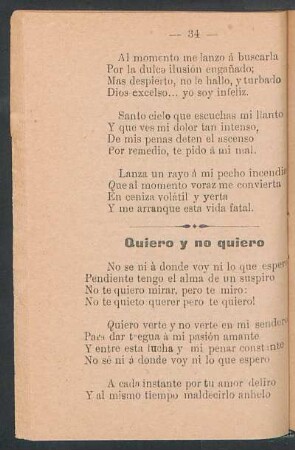 — 34 —
Al momento me lanzo á buscarla
Por la dulce ilusión engañado;
Mas despierto, no le hallo, y turbado
Dios excelso... yo soy infeliz.
Santo cielo que escuchas mi llanto
Y que ves mi dolor tan intenso,
De mis penas deten el ascenso
Por remedio, te pido á mi mal.
Lanza un rayo á mi pecho incendie
Que al momento voraz me convierta
En ceniza volátil y yerta
Y me arranque esta vida fatal.
Quiero y no quiero
No se ni á donde voy ni lo que espero
Pendiente tengo el alma de un suspiro
No te quiero mirar, pero te miro:
No te quieto querer pero te quiero!
Quiero verte y no verte en mi sendero
Para dar tregua á mi pasión amante
Y entre esta lucha y mi penar constante
No sé ni á donde voy ni lo que espero
A cada instante por tu amor deliro
Y al mismo tiempo maldecirlo anhelo